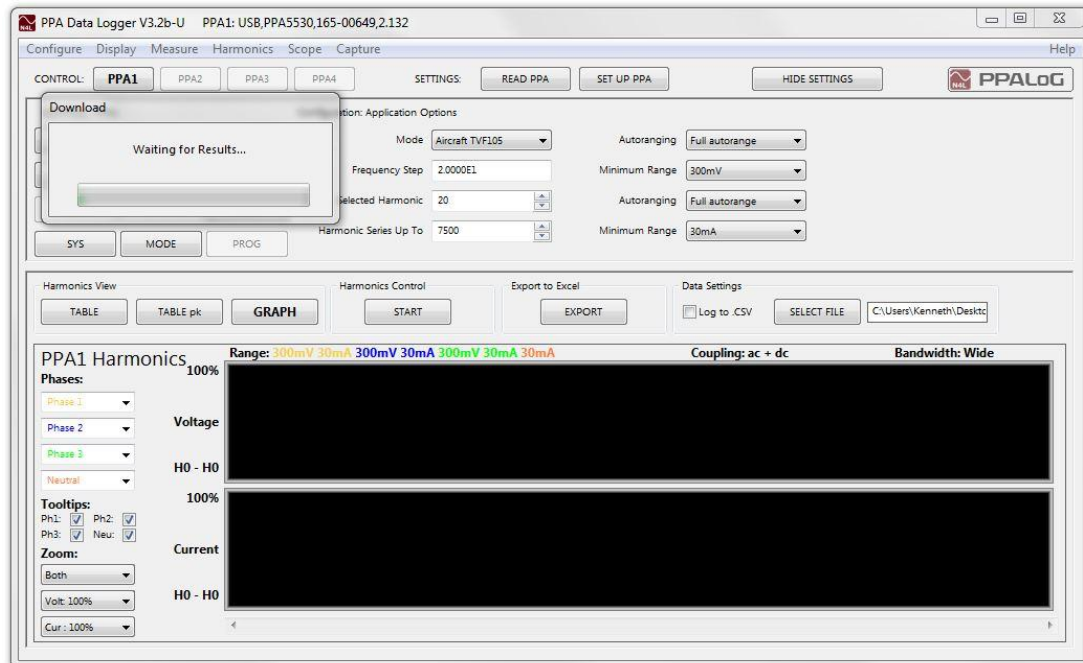 PPA Data Logger V3.2b-U PPA1: USB,PPA5530,165-00649,2.132
Configure Display Measure Harmonics Scope Capture Help
CONTROL: PPA1 PPA2 PPA3 PPA4 SETTINGS: READ PPA SET UP PPA HIDE SETTINGS N4L PPALoG
Download
Waiting for Results...
ation: Application Options
Mode Aircraft TVF105 Autoranging Full autorange
Frequency Step 2.0000E1 Minimum Range 300mV
Selected Harmonic 20 Autoranging Full autorange
Harmonic Series Up To 7500 Minimum Range 30mA
SYS MODE PROG
Harmonics View Harmonics Control Export to Excel Data Settings
TABLE TABLE pk GRAPH START EXPORT Log to .CSV SELECT FILE C:\Users\Kenneth\Desktc
PPA1 Harmonics
Range: 300mV 30mA 300mV 30mA 300mV 30mA 30mA Coupling: ac + dc Bandwidth: Wide
100%
Phases:
Phase 1
Phase 2
Voltage
Phase 3
H0 - H0
Neutral
100%
Tooltips:
Ph1: Ph2:
Ph3: Neu:
Zoom:
Current
Both
Volt: 100%
H0 - H0
Cur : 100%